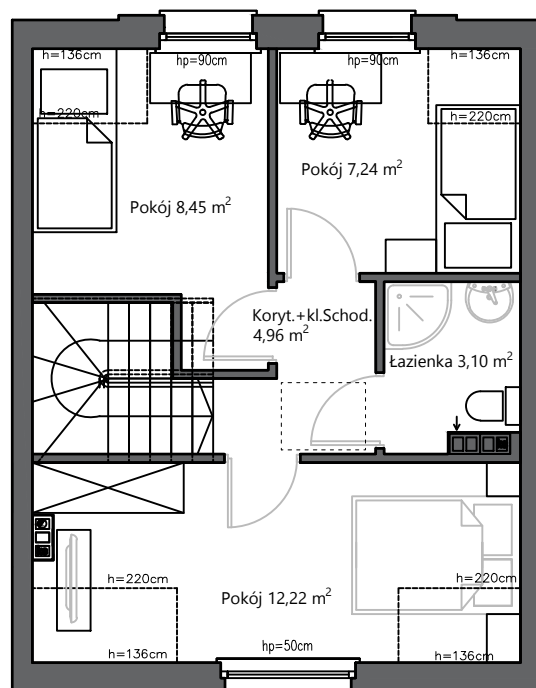 h=136cm
hp=90cm
hp=90cm
h=136cm
h=220cm
h=220cm
Pokój 7,24 m²
Pokój 8,45 m²
Koryt.+kl.Schod.
4,96 m²
Łazienka 3,10 m²
h=220cm
h=220cm
Pokój 12,22 m²
h=136cm
hp=50cm
h=136cm